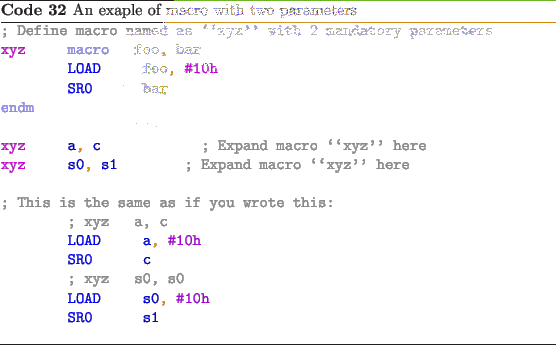 Code 32 An exaple of macro with two parameters
; Define macro named as ‘‘xyz’’ with 2 mandatory parameters
xyz macro foo, bar
LOAD foo, #10h
SR0 bar
endm
xyz a, c ; Expand macro ‘‘xyz’’ here
xyz s0, s1 ; Expand macro ‘‘xyz’’ here
; This is the same as if you wrote this:
; xyz a, c
LOAD a, #10h
SR0 c
; xyz s0, s0
LOAD s0, #10h
SR0 s1